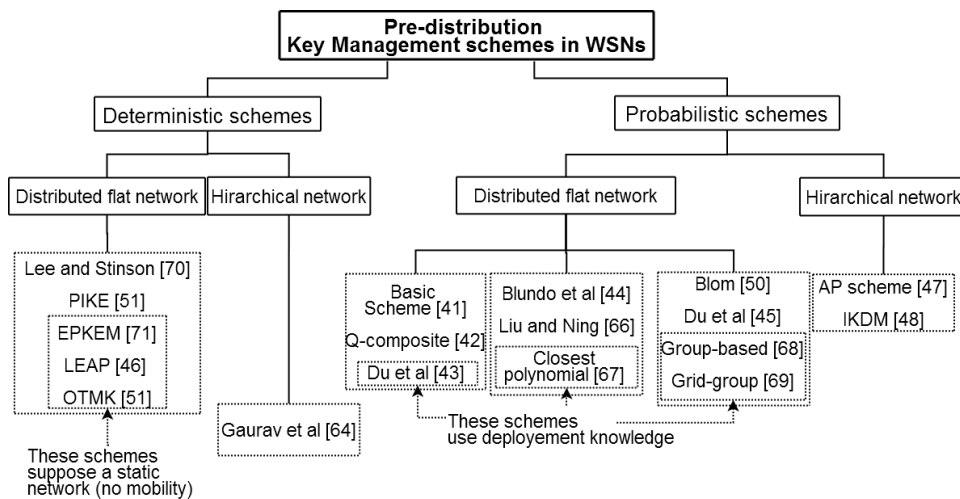 Pre-distribution
Key Management schemes in WSNs
Deterministic schemes
Probabilistic schemes
Distributed flat network
Hirarchical network
Distributed flat network
Hirarchical network
Lee and Stinson [70]
PIKE [51]
EPKEM [71]
LEAP [46]
OTMK [51]
These schemes
suppose a static
network (no mobility)
Gaurav et al [64]
Basic
Scheme [41]
Q-composite [42]
Du et al [43]
Blundo et al [44]
Liu and Ning [66]
Closest
polynomial [67]
Blom [50]
Du et al [45]
Group-based [68]
Grid-group [69]
These schemes
use deployement knowledge
AP scheme [47]
IKDM [48]